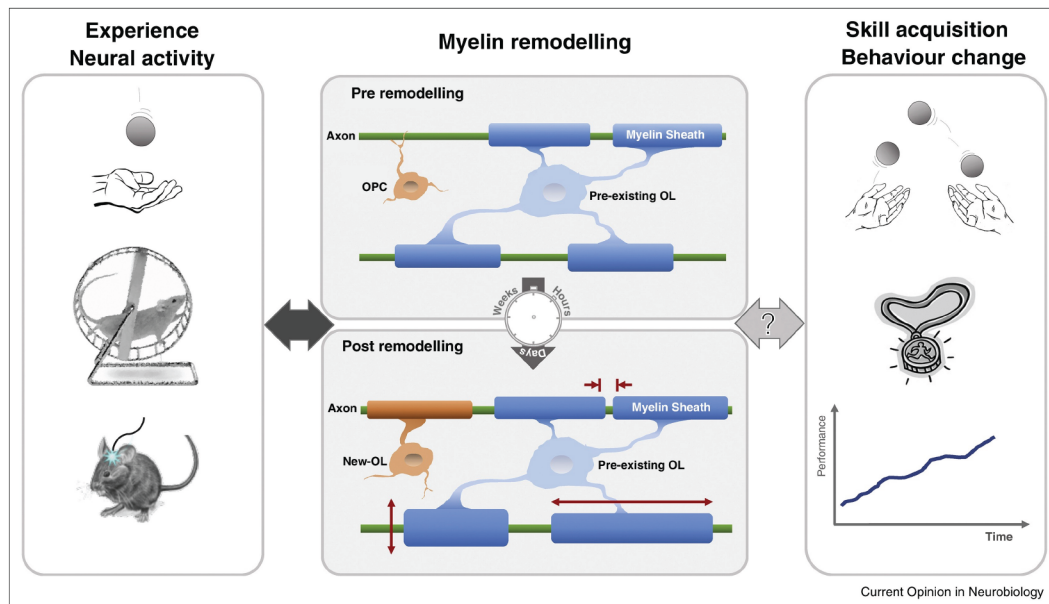 Experience
Neural activity
Myelin remodelling
Skill acquisition
Behaviour change
Pre remodelling
Axon
Myelin Sheath
OPC
Pre-existing OL
Weeks
Hours
Days
?
Post remodelling
Axon
Myelin Sheath
New-OL
Pre-existing OL
Performance
Time
Current Opinion in Neurobiology